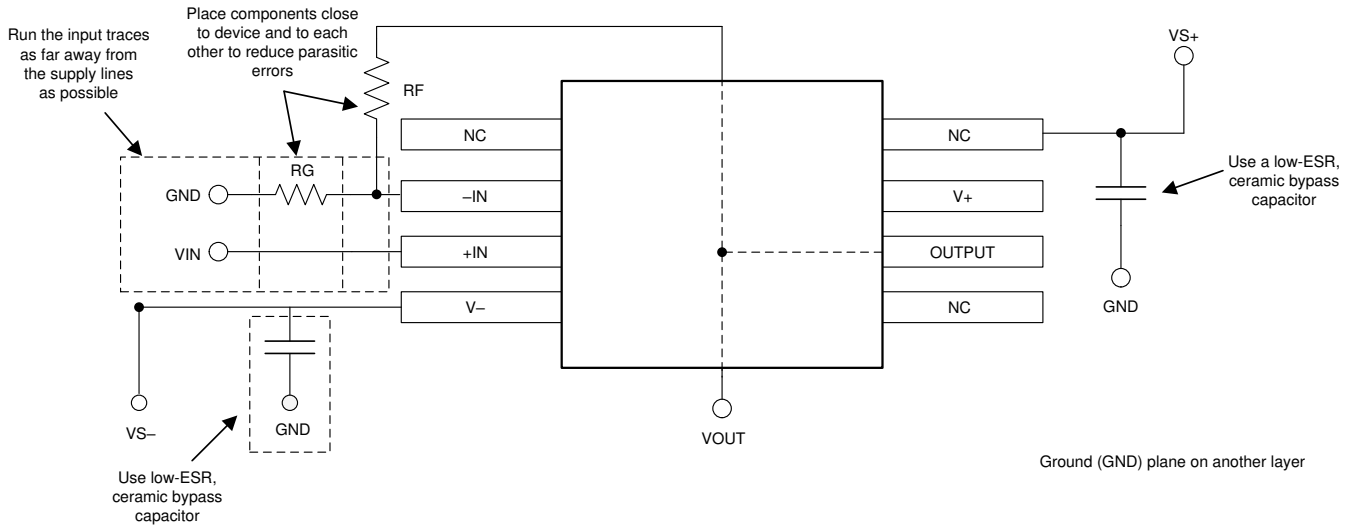 Place components close
to device and to each
other to reduce parasitic
errors
Run the input traces
as far away from
the supply lines
as possible
VS+
RF
NC
NC
Use a low-ESR,
ceramic bypass
capacitor
RG
GND
–IN
V+
VIN
+IN
OUTPUT
GND
V–
NC
VS–
GND
VOUT
Use low-ESR,
ceramic bypass
capacitor
Ground (GND) plane on another layer